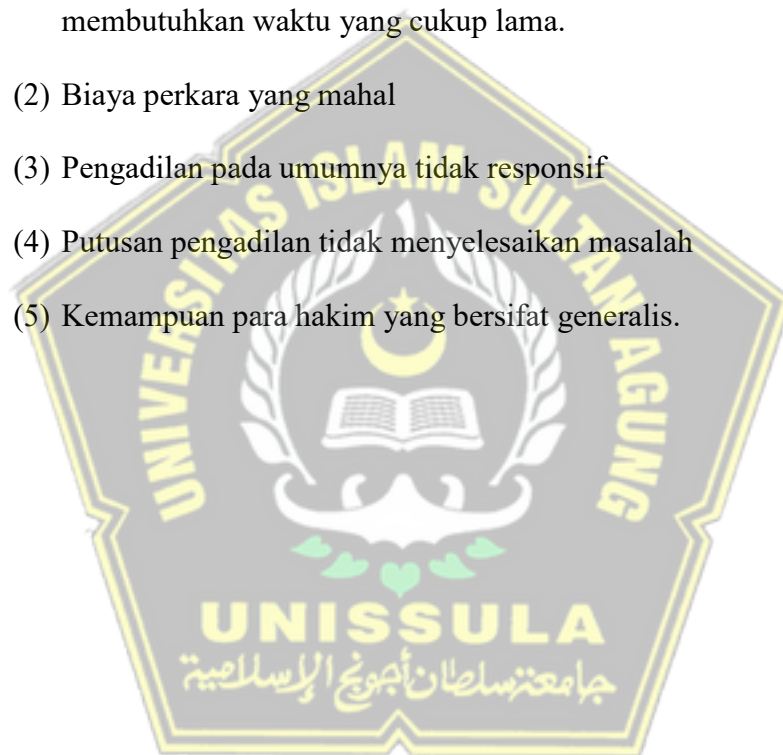 membutuhkan waktu yang cukup lama.
(2) Biaya perkara yang mahal
(3) Pengadilan pada umumnya tidak responsif
(4) Putusan pengadilan tidak menyelesaikan masalah
(5) Kemampuan para hakim yang bersifat generalis.
UNIVERSITAS ISLAM SULTAN AGUNG
UNISSULA
جامعة سلطان أجونج الإسلامية